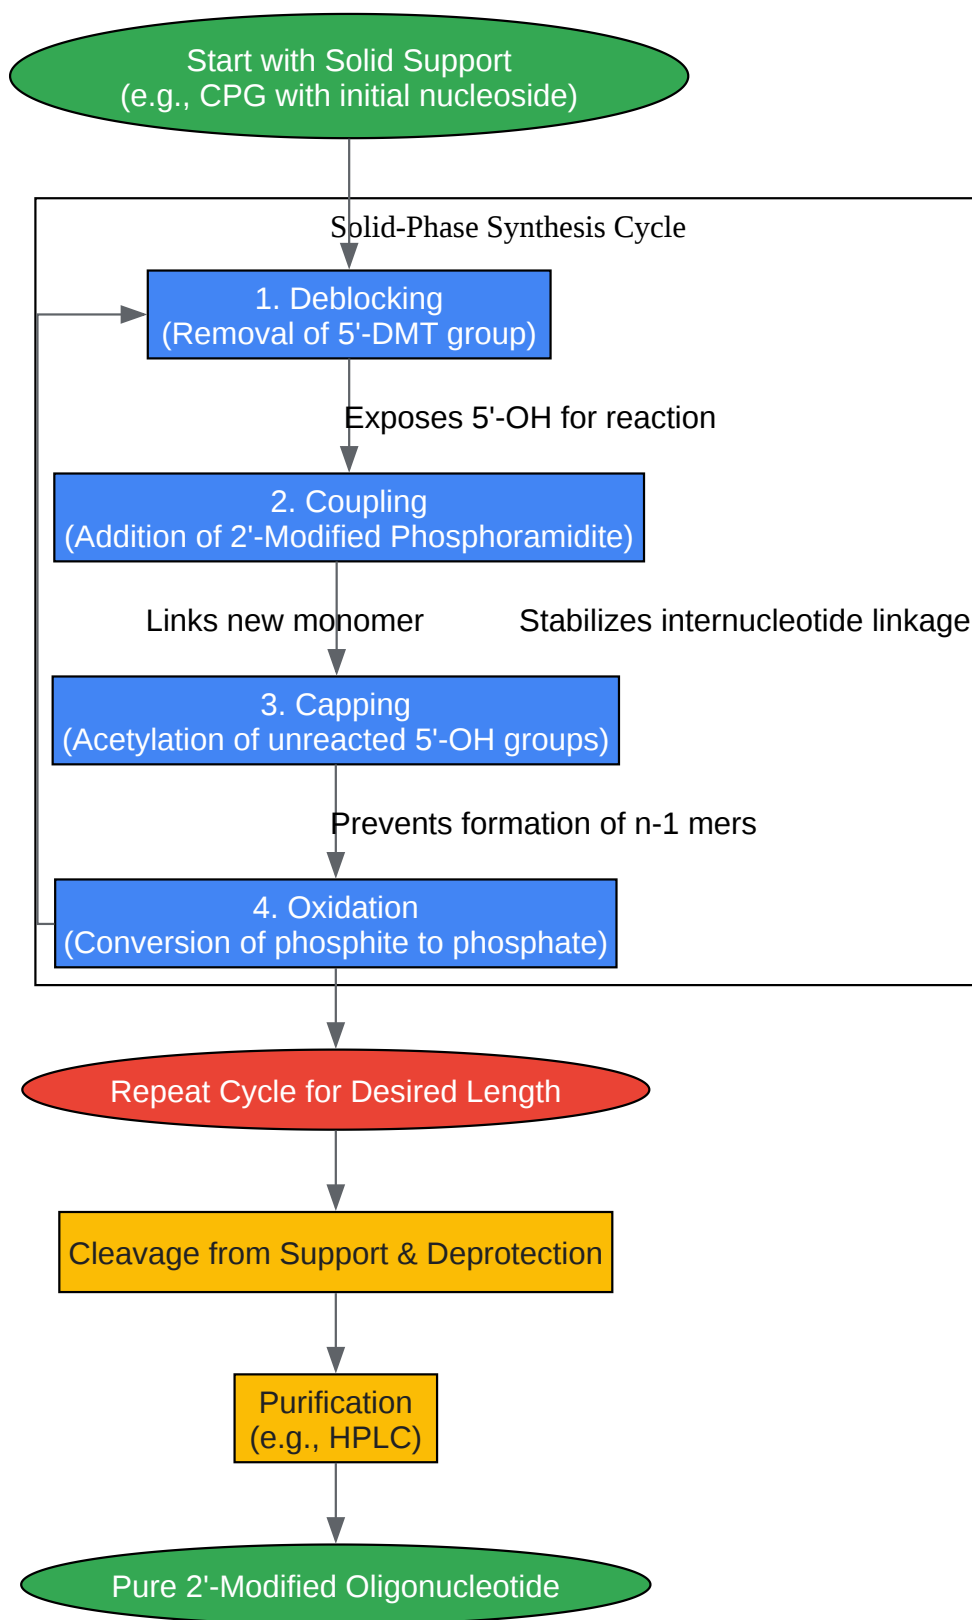 Start with Solid Support
(e.g., CPG with initial nucleoside)
Solid-Phase Synthesis Cycle
1. Deblocking
(Removal of 5'-DMT group)
Exposes 5'-OH for reaction
2. Coupling
(Addition of 2'-Modified Phosphoramidite)
Links new monomer
Stabilizes internucleotide linkage
3. Capping
(Acetylation of unreacted 5'-OH groups)
Prevents formation of n-1 mers
4. Oxidation
(Conversion of phosphite to phosphate)
Repeat Cycle for Desired Length
Cleavage from Support & Deprotection
Purification
(e.g., HPLC)
Pure 2'-Modified Oligonucleotide